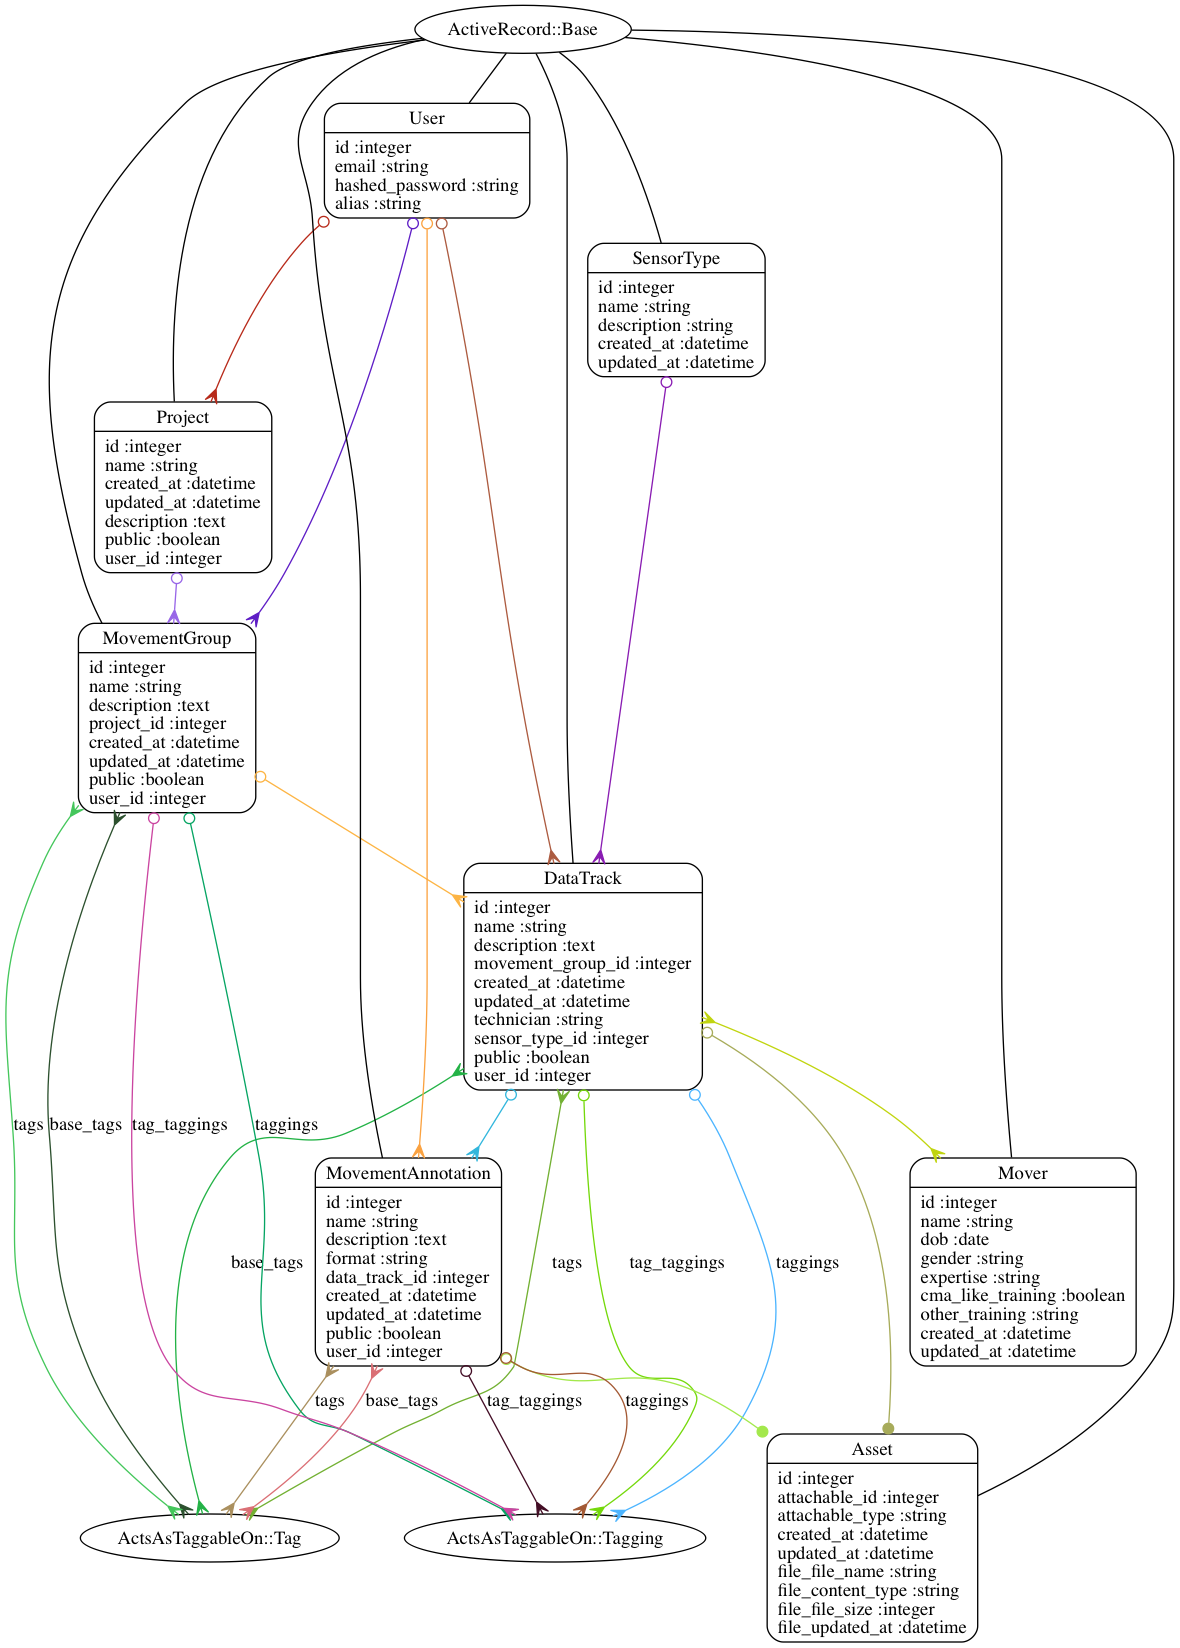 ActiveRecord::Base
User
id :integer
email :string
hashed_password :string
alias :string
SensorType
id :integer
name :string
description :string
created_at :datetime
updated_at :datetime
Project
id :integer
name :string
created_at :datetime
updated_at :datetime
description :text
public :boolean
user_id :integer
MovementGroup
id :integer
name :string
description :text
project_id :integer
created_at :datetime
updated_at :datetime
public :boolean
user_id :integer
DataTrack
id :integer
name :string
description :text
movement_group_id :integer
created_at :datetime
updated_at :datetime
technician :string
sensor_type_id :integer
public :boolean
user_id :integer
tags
base_tags
tag_taggings
taggings
MovementAnnotation
id :integer
name :string
description :text
format :string
data_track_id :integer
created_at :datetime
updated_at :datetime
public :boolean
user_id :integer
Mover
id :integer
name :string
dob :date
gender :string
expertise :string
cma_like_training :boolean
other_training :string
created_at :datetime
updated_at :datetime
base_tags
tags
tag_taggings
taggings
tags
base_tags
tag_taggings
taggings
Asset
id :integer
attachable_id :integer
attachable_type :string
created_at :datetime
updated_at :datetime
file_file_name :string
file_content_type :string
file_file_size :integer
file_updated_at :datetime
ActsAsTaggableOn::Tag
ActsAsTaggableOn::Tagging